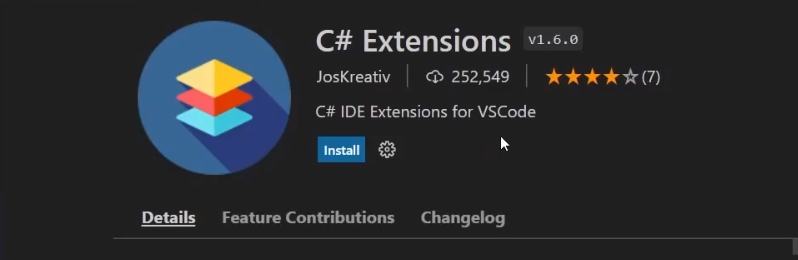 C# Extensions v1.6.0
JosKreativ 252,549 (7)
C# IDE Extensions for VSCode
Install
Details Feature Contributions Changelog